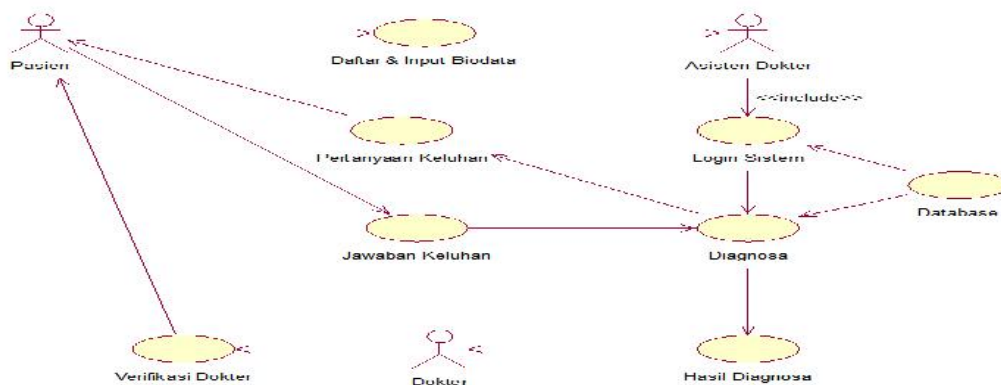 Pasien
Daftar & Input Biodata
Asisten Dokter
<<include>>
Pertanyaan Keluhan
Login Sistem
Database
Jawaban Keluhan
Diagnosa
Verifikasi Dokter
Dokter
Hasil Diagnosa